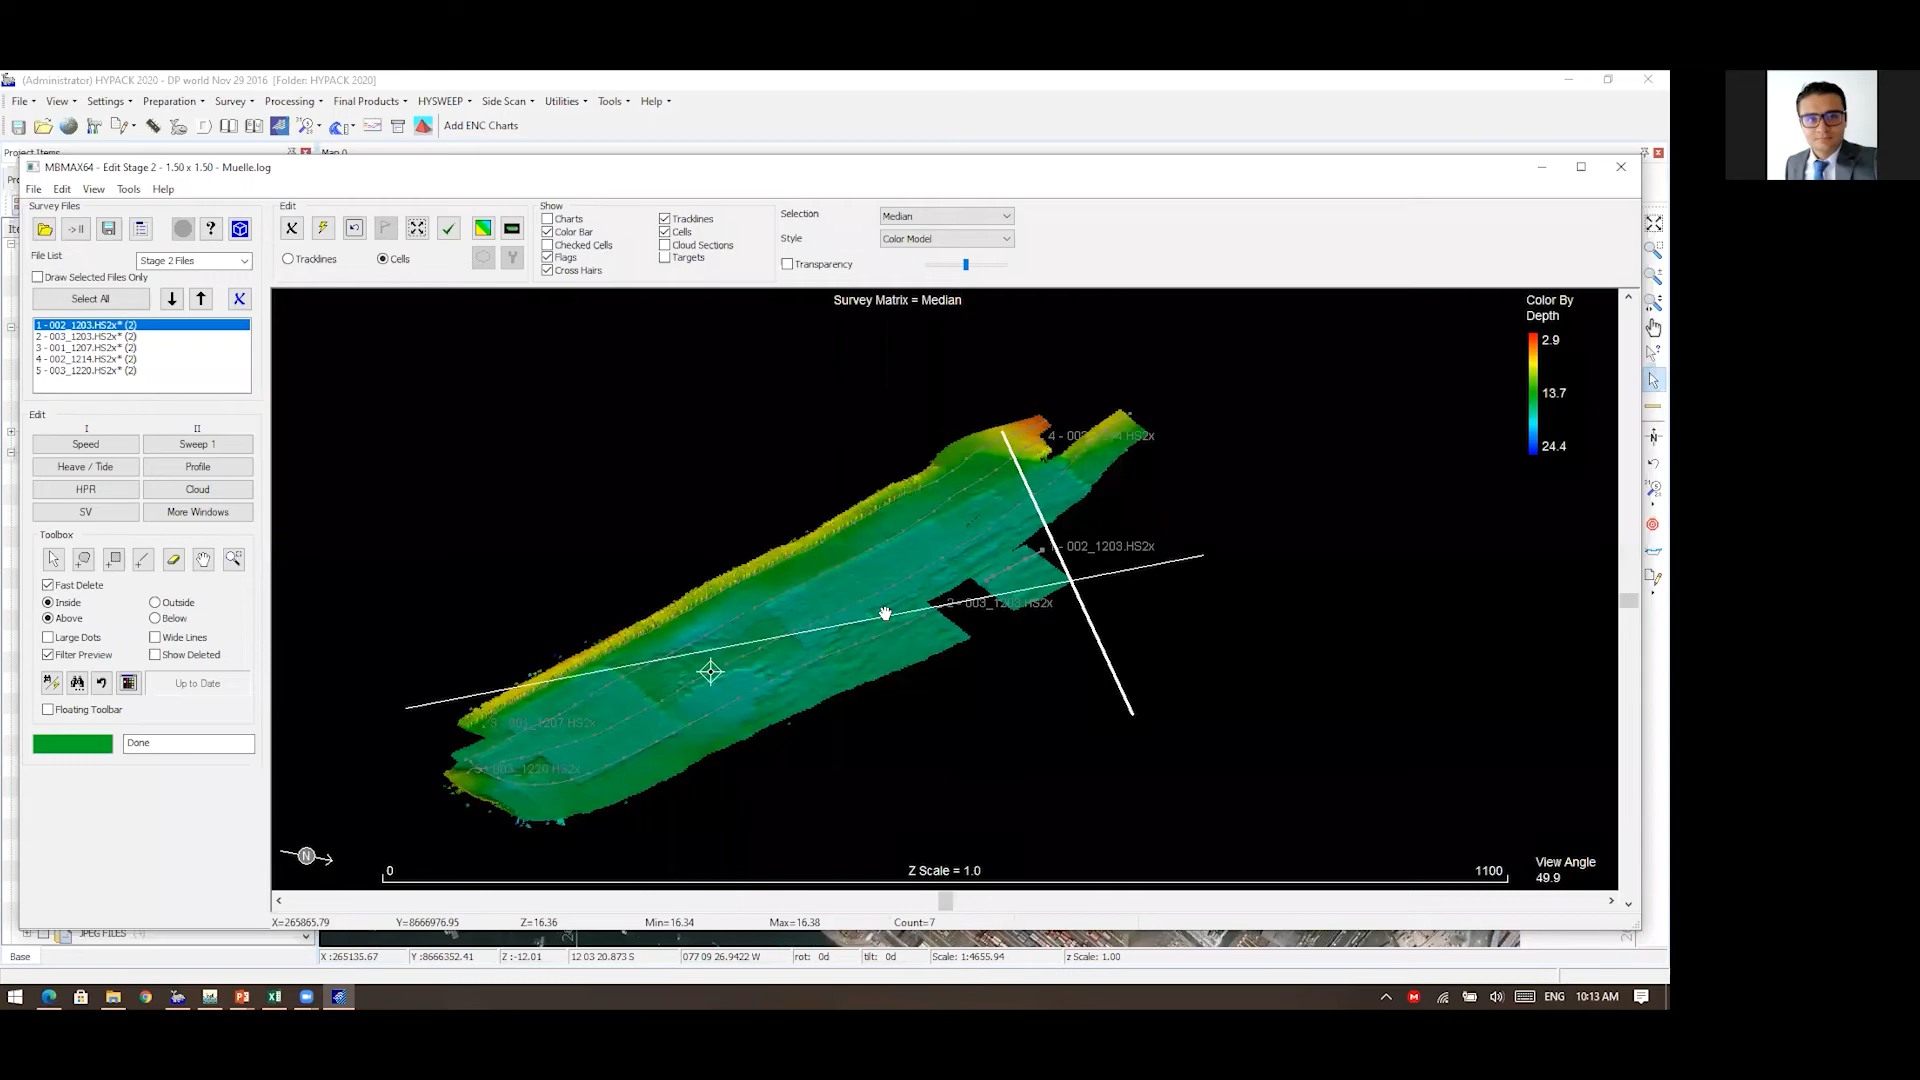 (Administrator) HYPACK 2020 - DP world Nov 29 2016 [Folder: HYPACK 2020]
File View Settings Preparation Survey Processing Final Products HYSWEEP Side Scan Utilities Tools Help
Add ENC Charts
Project Items
Map 0
MBMAX64 - Edit Stage 2 - 1.50 x 1.50 - Muelle.log
File Edit View Tools Help
Survey Files
File List
Stage 2 Files
Draw Selected Files Only
Select All
1 - 002_1203.HS2x* (2)
2 - 003_1203.HS2x* (2)
3 - 001_1207.HS2x* (2)
4 - 002_1214.HS2x* (2)
5 - 003_1220.HS2x* (2)
Edit
I II
Speed Sweep 1
Heave / Tide Profile
HPR Cloud
SV More Windows
Toolbox
Fast Delete
Inside Outside
Above Below
Large Dots Wide Lines
Filter Preview Show Deleted
Up to Date
Floating Toolbar
Done
Edit
Tracklines Cells
Show
Charts Tracklines
Color Bar Cells
Checked Cells Cloud Sections
Flags Targets
Cross Hairs
Selection Median
Style Color Model
Transparency
Survey Matrix = Median
Color By
Depth
2.9
13.7
24.4
1 - 002_1203.HS2x
2 - 003_1203.HS2x
N
0 Z Scale = 1.0 1100
View Angle
49.9
X=265865.79 Y=8666976.95 Z=16.36 Min=16.34 Max=16.38 Count=7
JPEG FILES
Base
X :265135.67 Y :8666352.41 Z :-12.01 12 03 20.873 S 077 09 26.9422 W rot: 0d tilt: 0d Scale: 1:4655.94 z Scale: 1.00
ENG 10:13 AM